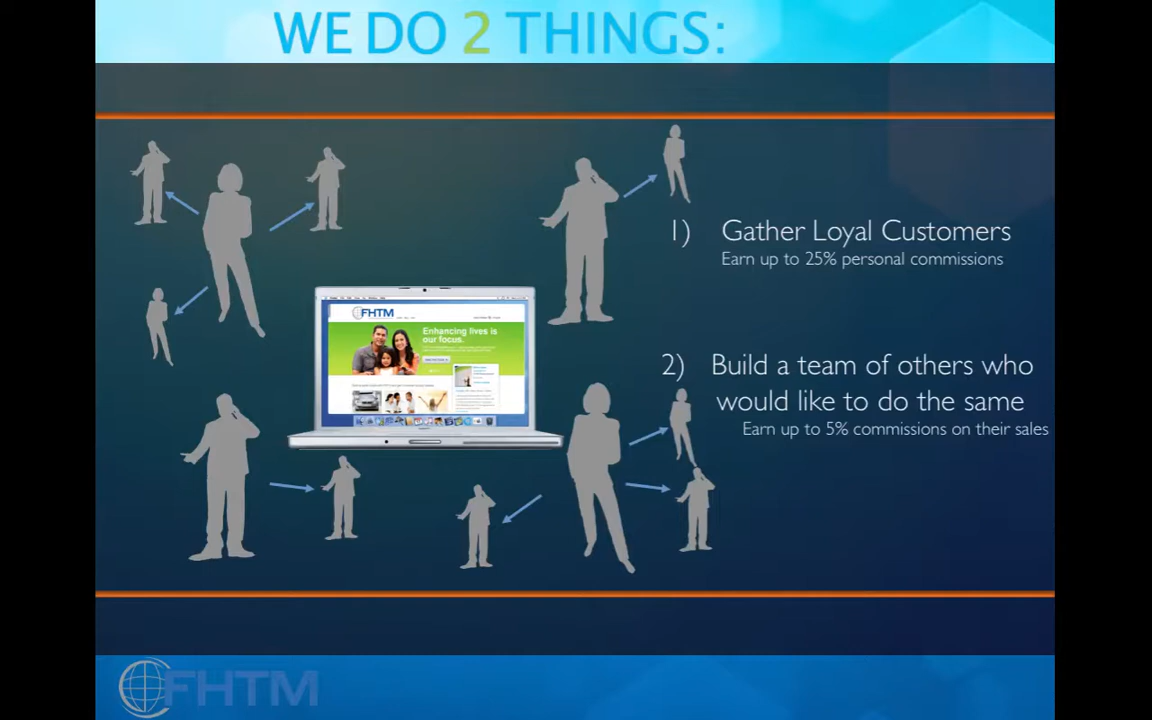 WE DO 2 THINGS:
1) Gather Loyal Customers
Earn up to 25% personal commissions
FHTM
Enhancing lives is
our focus.
2) Build a team of others who
would like to do the same
Earn up to 5% commissions on their sales
FHTM